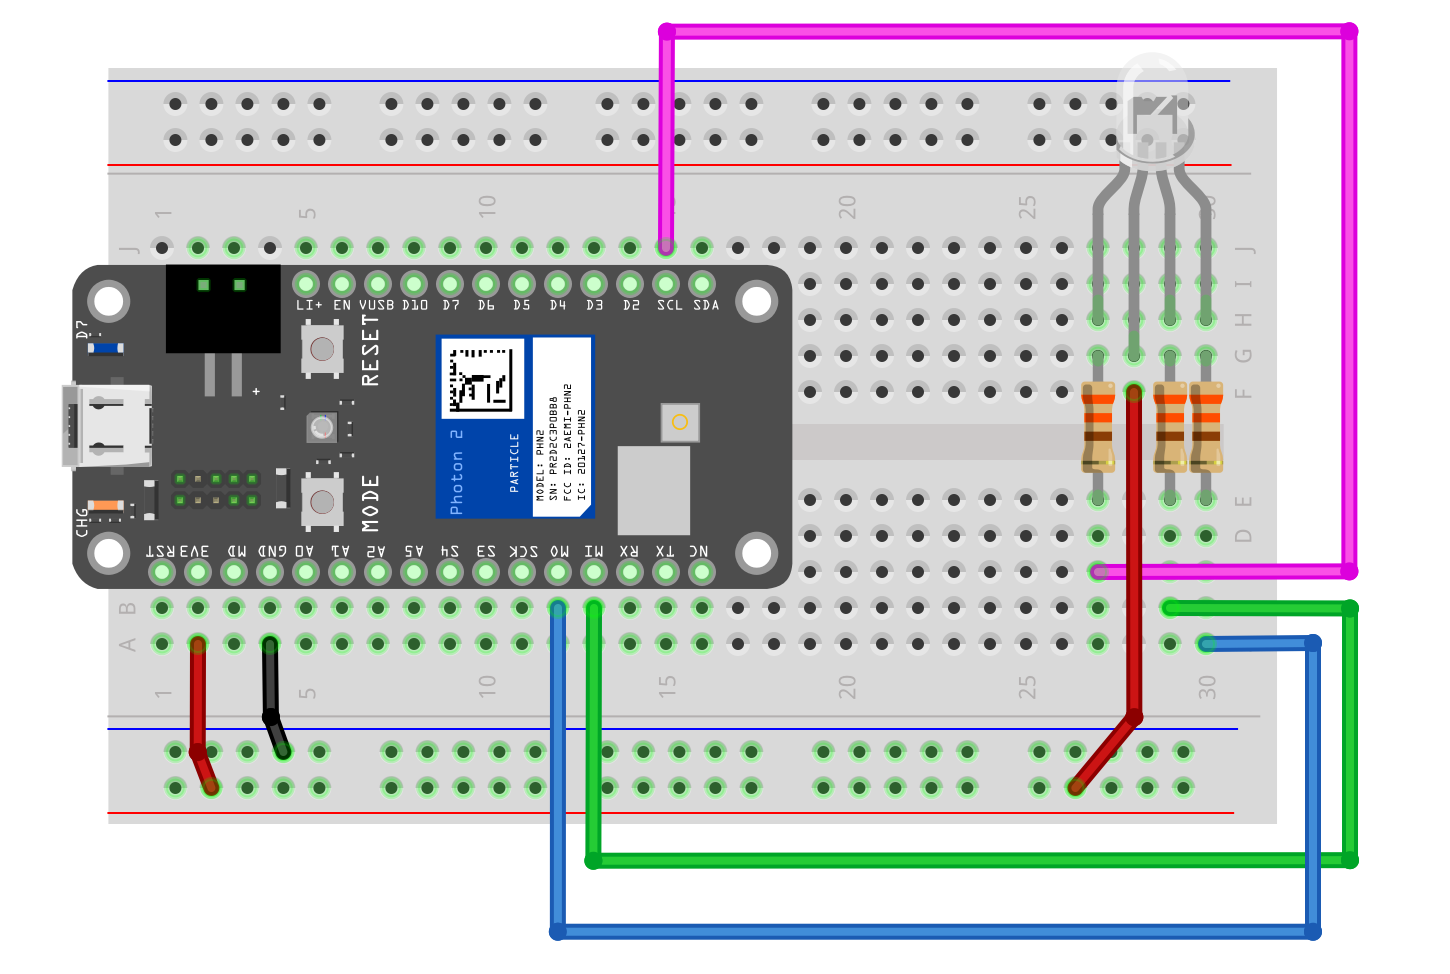 1 5 10 20 25 30
J J
I
H
G
F
LI+ EN VUSB D10 D7 D6 D5 D4 D3 D2 SCL SDA
D7
RESET
+
Photon 2
PARTICLE
MODEL: PHN2
FCC ID: 2AEMI-PHN2
IC: 20127-PHN2
MODE
CHG
E
D
RST 3V3 MD GND A0 A1 A2 A5 S4 S3 SCK MO MI RX TX NC
B
A
1 5 10 15 20 25 30